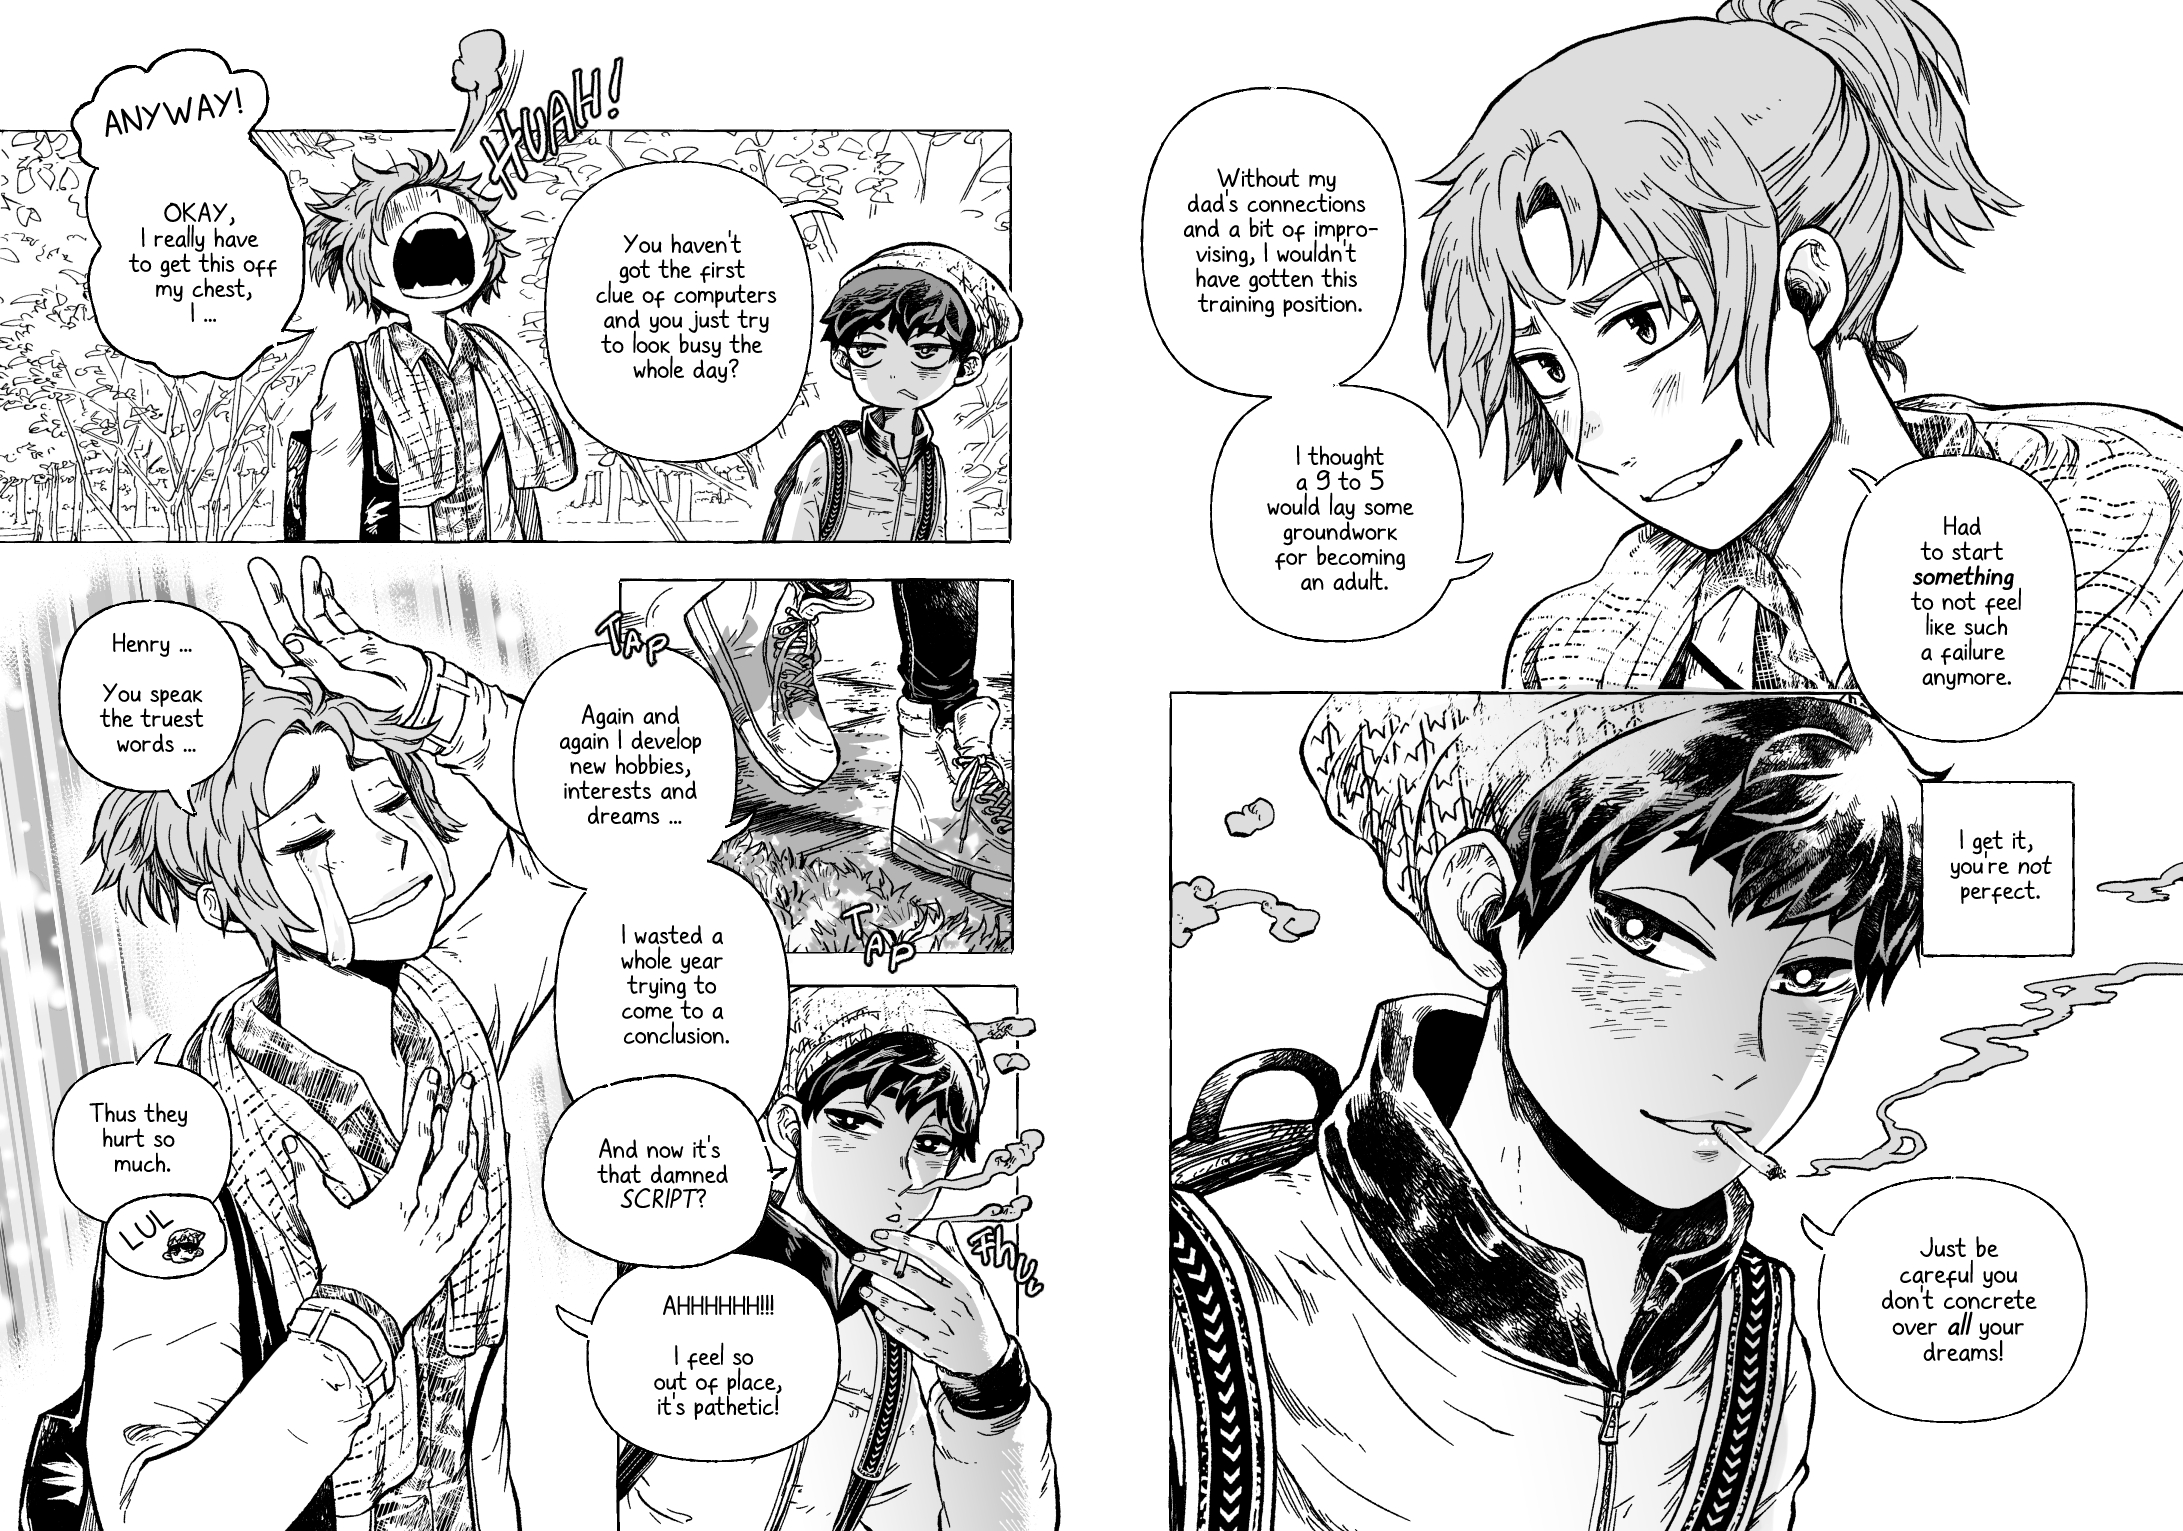 ANYWAY!
OKAY,
I really have
to get this off
my chest,
I ...
HUAH!
You haven't
got the first
clue of computers
and you just try
to look busy the
whole day?
Henry ...
You speak
the truest
words ...
Thus they
hurt so
much.
LUL
TAP
Again and
again I develop
new hobbies,
interests and
dreams ...
TAP
I wasted a
whole year
trying to
come to a
conclusion.
And now it's
that damned
SCRIPT?
Fhuu
AHHHHHH!!!
I feel so
out of place,
it's pathetic!
Without my
dad's connections
and a bit of impro-
vising, I wouldn't
have gotten this
training position.
I thought
a 9 to 5
would lay some
groundwork
for becoming
an adult.
Had
to start
something
to not feel
like such
a failure
anymore.
I get it,
you're not
perfect.
Just be
careful you
don't concrete
over all your
dreams!